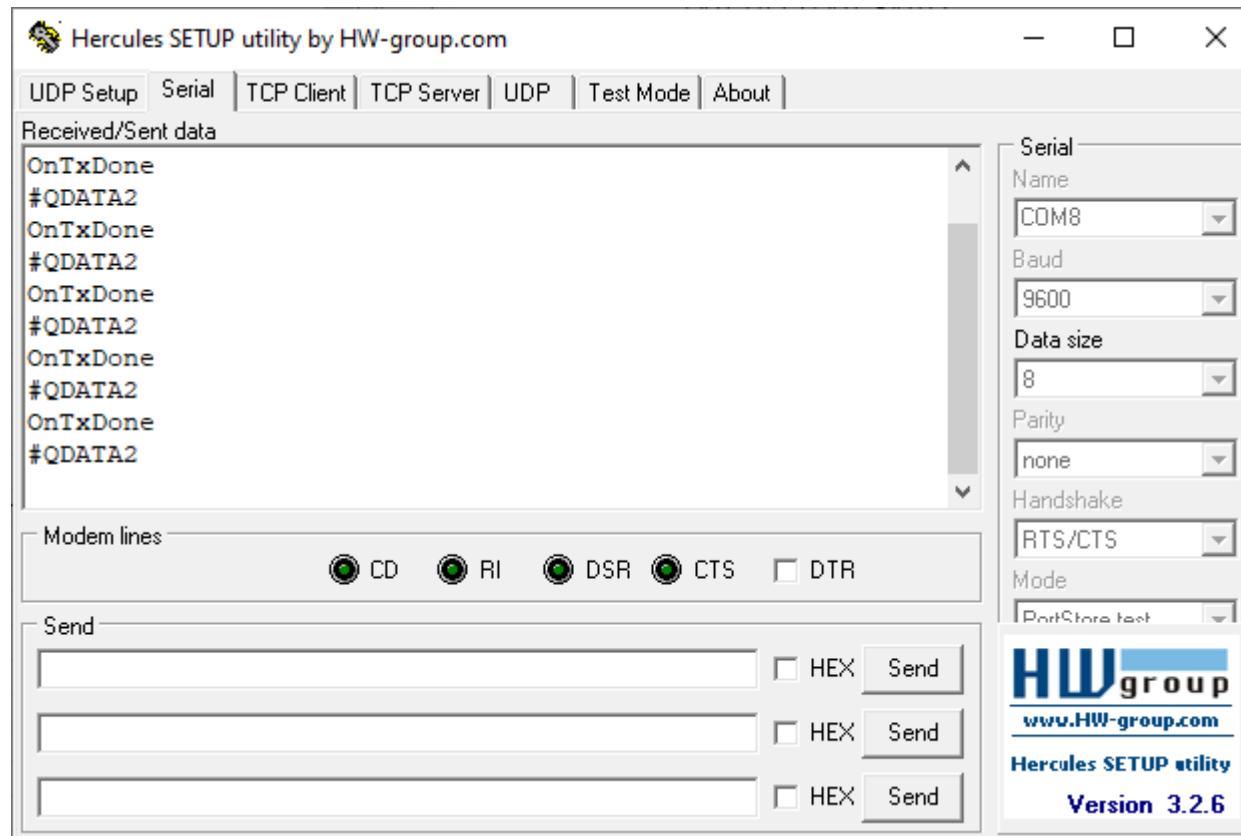 Hercules SETUP utility by HW-group.com
UDP Setup Serial TCP Client TCP Server UDP Test Mode About
Received/Sent data
OnTxDone
#QDATA2
OnTxDone
#QDATA2
OnTxDone
#QDATA2
OnTxDone
#QDATA2
OnTxDone
#QDATA2
Modem lines
CD RI DSR CTS DTR
Send
HEX Send
HEX Send
HEX Send
Serial
Name
COM8
Baud
9600
Data size
8
Parity
none
Handshake
RTS/CTS
Mode
PortStore test
HW group
www.HW-group.com
Hercules SETUP utility
Version 3.2.6